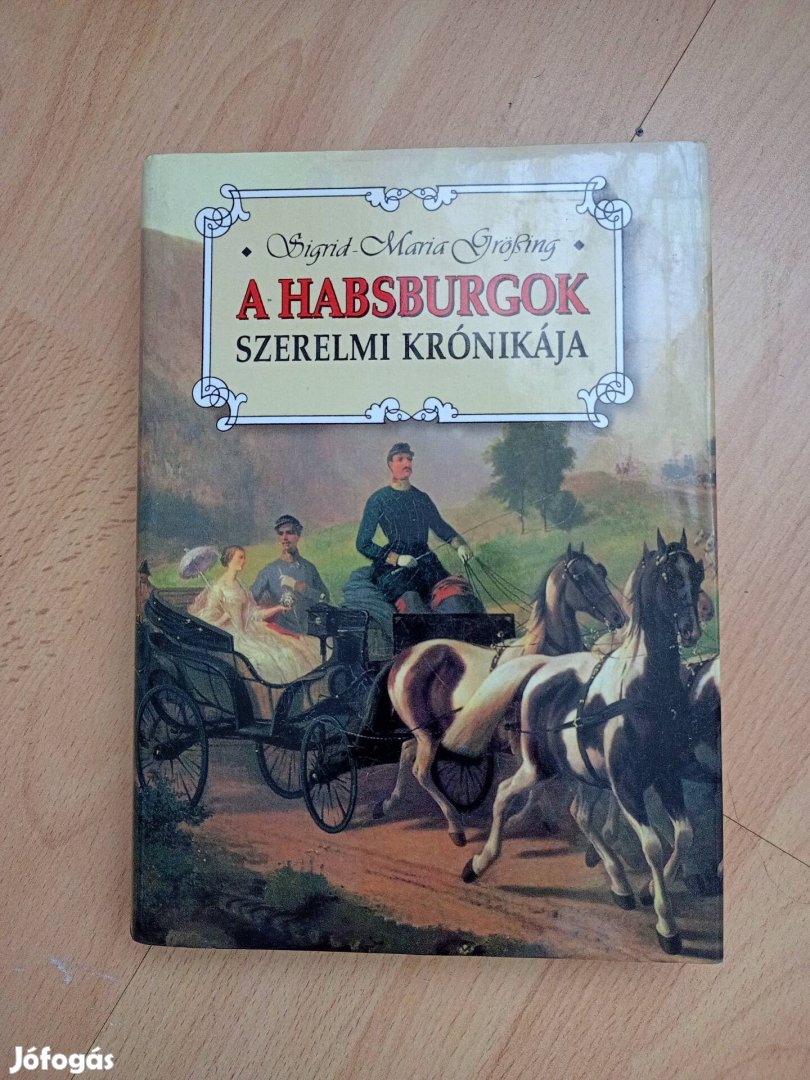 Sigrid-Maria Größing
A HABSBURGOK
SZERELMI KRÓNIKÁJA
Jófogás